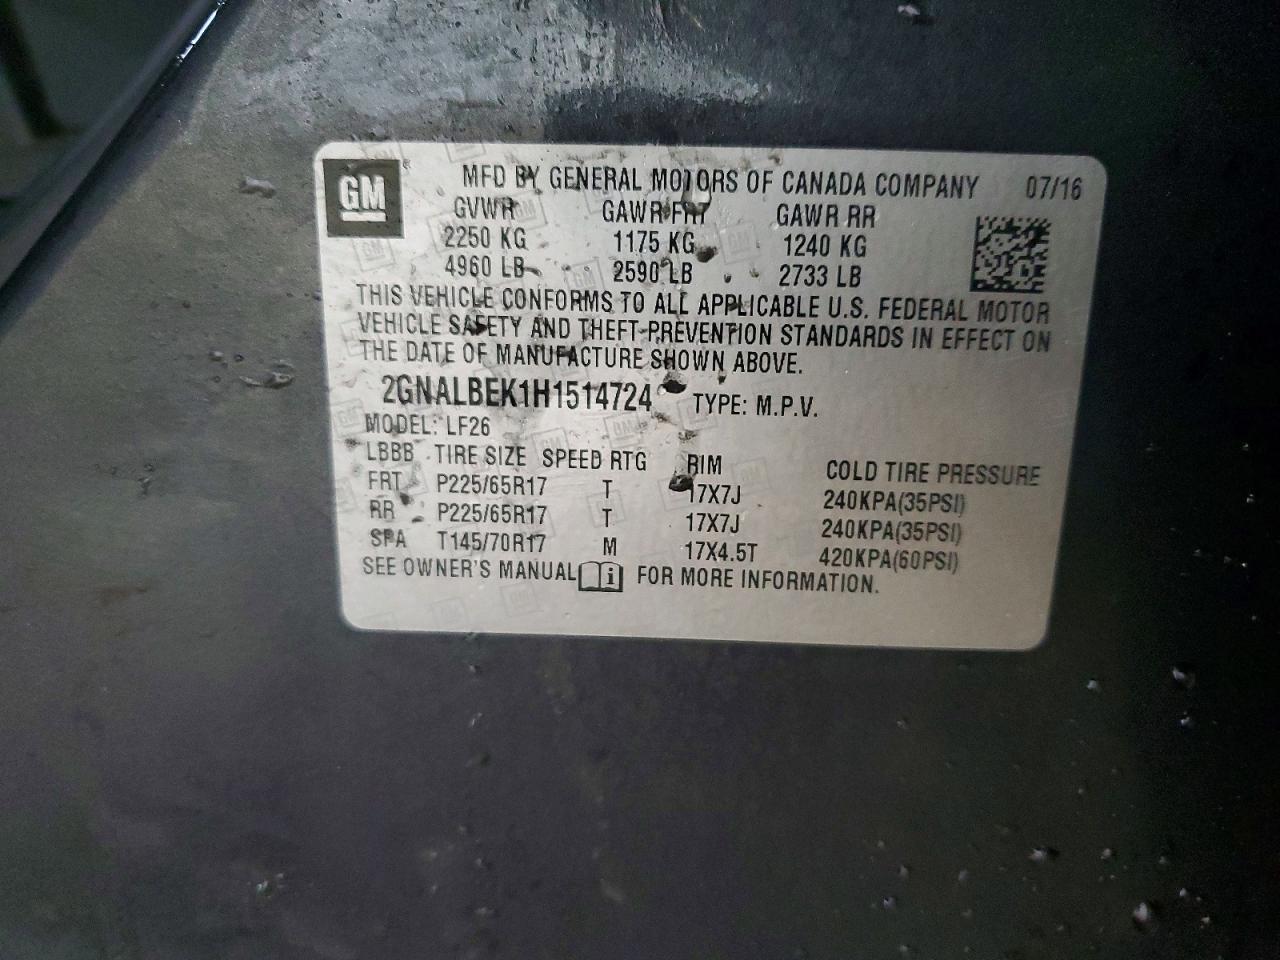 GM® MFD BY GENERAL MOTORS OF CANADA COMPANY 07/16
GVWR GAWR FRT GAWR RR
2250 KG 1175 KG 1240 KG
4960 LB 2590 LB 2733 LB
THIS VEHICLE CONFORMS TO ALL APPLICABLE U.S. FEDERAL MOTOR
VEHICLE SAFETY AND THEFT PREVENTION STANDARDS IN EFFECT ON
THE DATE OF MANUFACTURE SHOWN ABOVE.
2GNALBEK1H1514724 TYPE: M.P.V.
MODEL: LF26
LBBB TIRE SIZE SPEED RTG RIM COLD TIRE PRESSURE
FRT P225/65R17 T 17X7J 240KPA(35PSI)
RR P225/65R17 T 17X7J 240KPA(35PSI)
SPA T145/70R17 M 17X4.5T 420KPA(60PSI)
SEE OWNER'S MANUAL i FOR MORE INFORMATION.